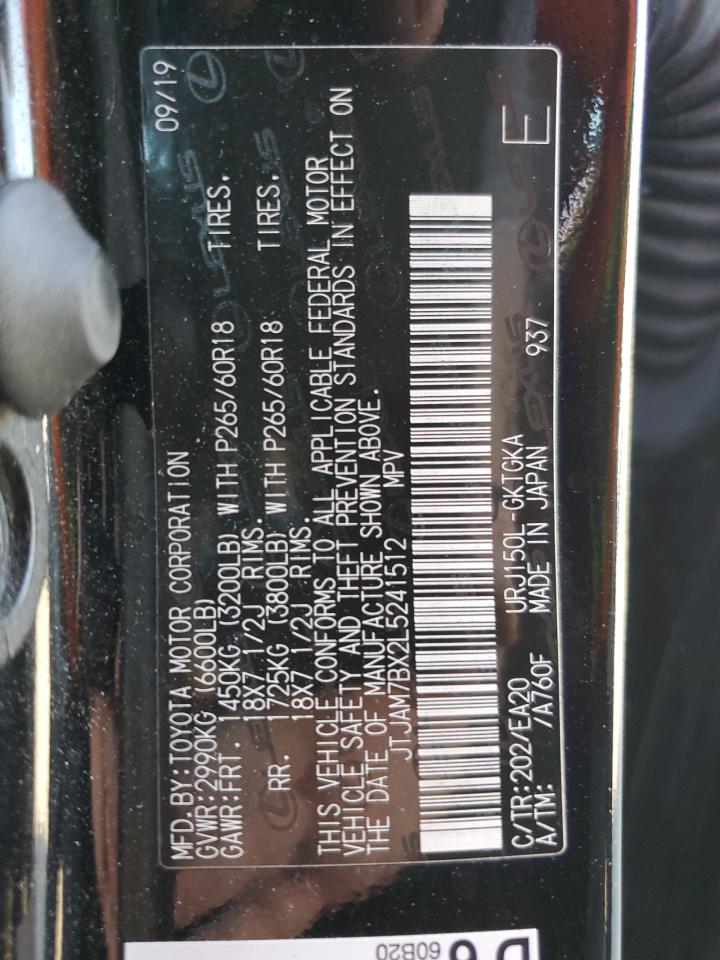 MFD.BY:TOYOTA MOTOR CORPORATION 09/19
GVWR:2990KG (6600LB)
GAWR:FRT. 1450KG (3200LB) WITH P265/60R18 TIRES.
18X7 1/2J RIMS.
RR. 1725KG (3800LB) WITH P265/60R18 TIRES.
18X7 1/2J RIMS.
THIS VEHICLE CONFORMS TO ALL APPLICABLE FEDERAL MOTOR
VEHICLE SAFETY AND THEFT PREVENTION STANDARDS IN EFFECT ON
THE DATE OF MANUFACTURE SHOWN ABOVE.
JTJAM7BX2L5241512 MPV
C/TR:202/EA20 URJ150L-GKTGKA E
A/TM: /A760F MADE IN JAPAN 937
LEXUS
60B20